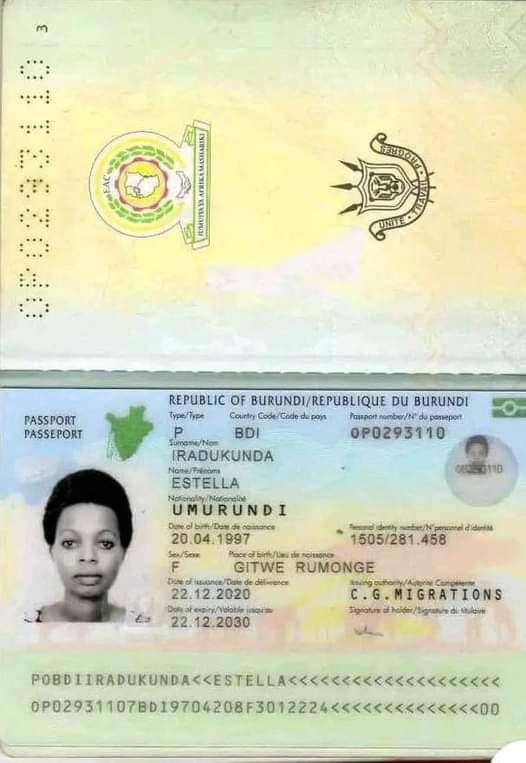 3
OP0293110
EAC
JUMUIYA YA AFRIKA MASHARIKI
UNITE • TRAVAIL • PROGRES
REPUBLIC OF BURUNDI/REPUBLIQUE DU BURUNDI
PASSPORT
PASSEPORT
Type/Type Country Code/Code du pays Passport number/N° du passeport
P BDI OP0293110
Surname/Nom
IRADUKUNDA
Name/Prénoms
ESTELLA
Nationality/Nationalité
UMURUNDI
Date of birth/Date de naissance Personal identity number/N°personnel d'identité
20.04.1997 1505/281.458
Sex/Sexe Place of birth/Lieu de naissance
F GITWE RUMONGE
Date of issuance/Date de délivrance Issuing authority/Autorité Compétente
22.12.2020 C.G.MIGRATIONS
Date of expiry/Valable jusqu'au Signature of holder/Signature du titulaire
22.12.2030
POBDIIRADUKUNDA<<ESTELLA<<<<<<<<<<<<<<<<<<<<
OP02931107BDI9704208F3012224<<<<<<<<<<<<<<00